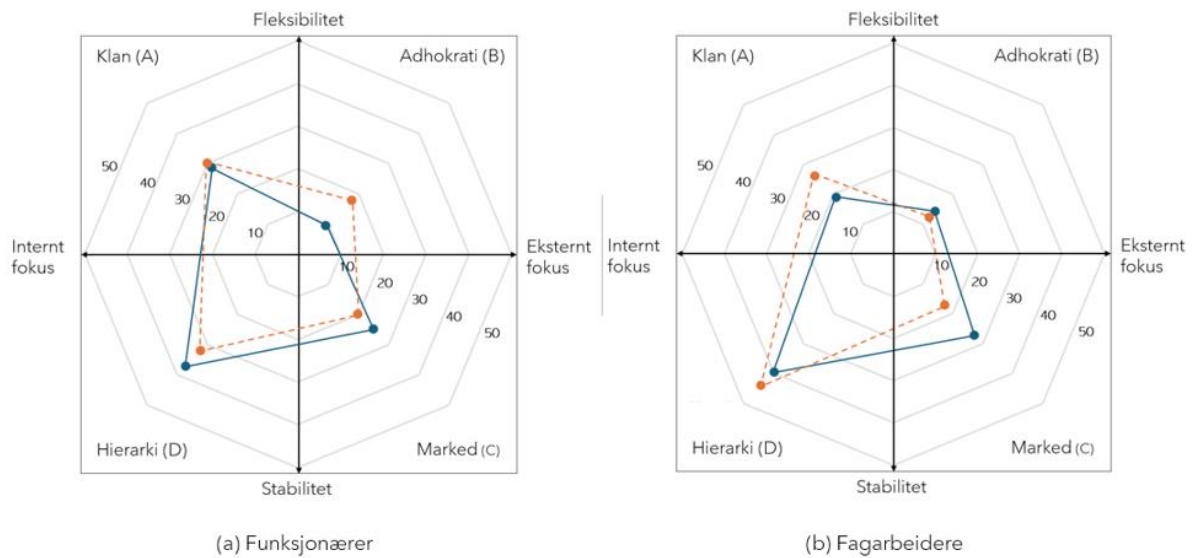 Fleksibilitet
Klan (A)
Adhokrati (B)
50
40
30
20
10
Internt
fokus
Eksternt
fokus
10
20
30
40
50
Hierarki (D)
Marked (C)
Stabilitet
(a) Funksjonærer
Fleksibilitet
Klan (A)
Adhokrati (B)
50
40
30
20
10
Internt
fokus
Eksternt
fokus
10
20
30
40
50
Hierarki (D)
Marked (C)
Stabilitet
(b) Fagarbeidere